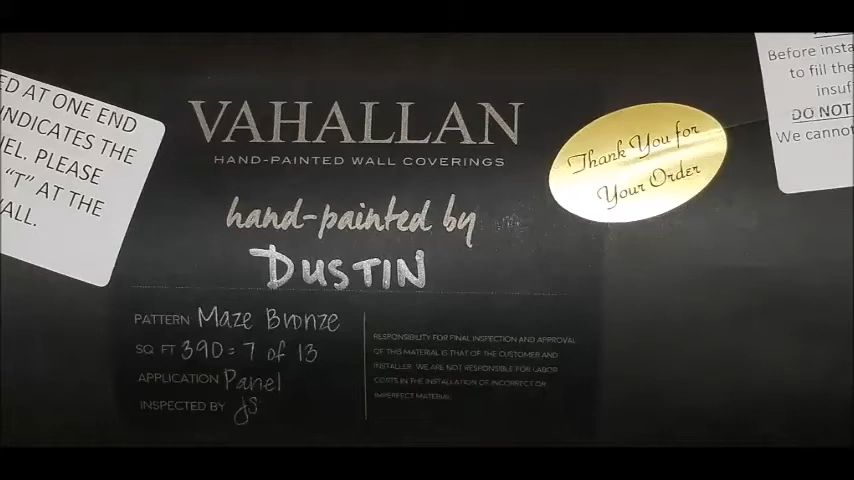 ED AT ONE END
INDICATES THE
EL. PLEASE
"T" AT THE
ALL.
VAHALLAN
HAND-PAINTED WALL COVERINGS
hand-painted by
DUSTIN
PATTERN Maze Bronze
SQ FT 390 = 7 of 13
APPLICATION Panel
INSPECTED BY JS
RESPONSIBILITY FOR FINAL INSPECTION AND APPROVAL
OF THIS MATERIAL IS THAT OF THE CUSTOMER AND
INSTALLER. WE ARE NOT RESPONSIBLE FOR LABOR
COSTS IN THE INSTALLATION OF INCORRECT OR
IMPERFECT MATERIAL.
Thank You for
Your Order
Before insta
to fill the
insuf
DO NOT
We cannot